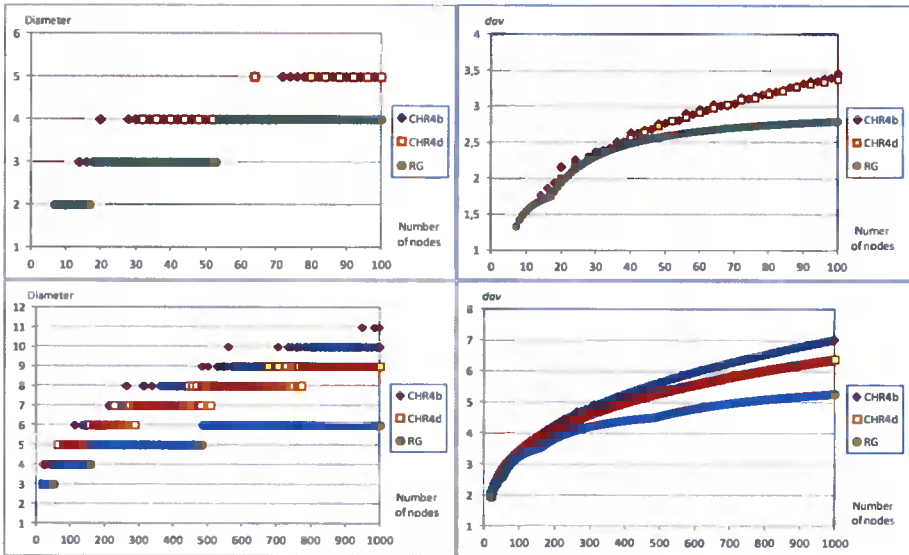 Diameter
6
5
4
3
2
1
0 10 20 30 40 50 60 70 80 90 100
Number
of nodes
CHR4b
CHR4d
RG
dav
4
3,5
3
2,5
2
1,5
1
0 10 20 30 40 50 60 70 80 90 100
Numer
of nodes
CHR4b
CHR4d
RG
Diameter
12
11
10
9
8
7
6
5
4
3
2
1
0 100 200 300 400 500 600 700 800 900 1000
Number
of nodes
CHR4b
CHR4d
RG
dav
8
7
6
5
4
3
2
1
0 100 200 300 400 500 600 700 800 900 1000
Number
of nodes
CHR4b
CHR4d
RG